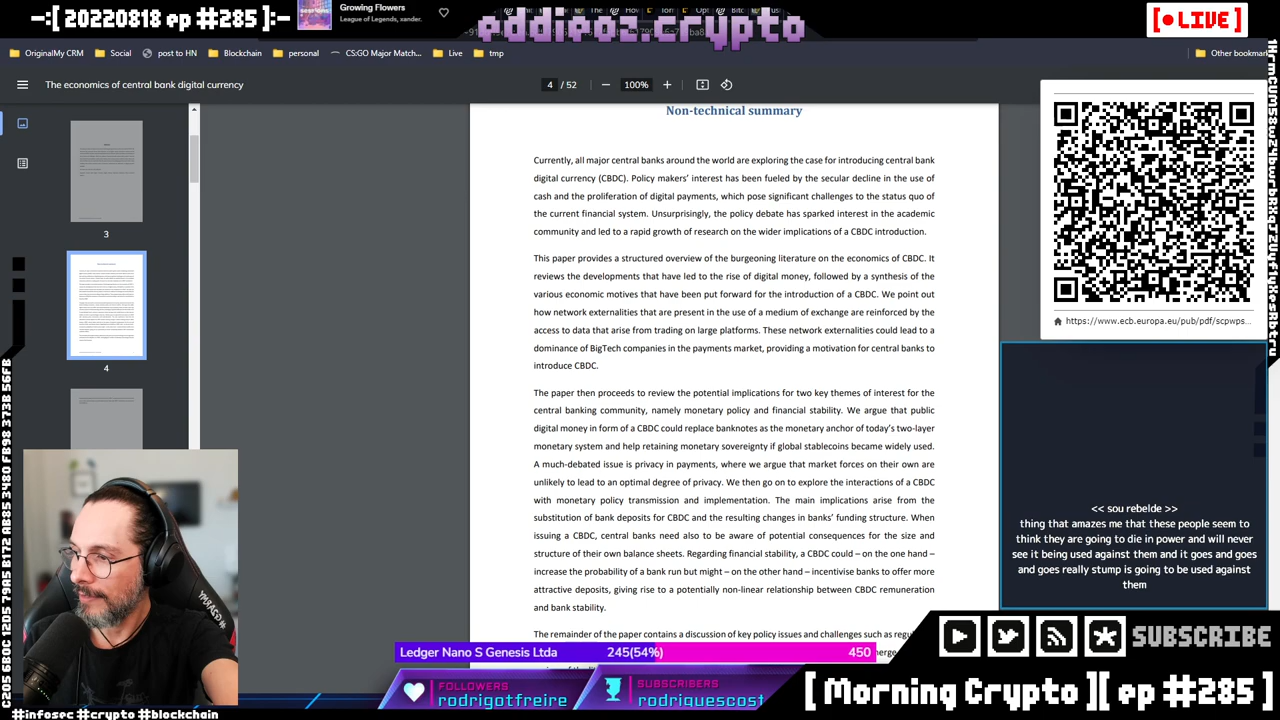 -:[ 20220818 ep #285 ]:-
Growing Flowers
League of Legends, xander.
addie02.crypto
[● LIVE ]
OriginalMy CRM
Social
post to HN
Blockchain
personal
CS:GO Major Match...
Live
tmp
Other bookmar
The economics of central bank digital currency
4 / 52
100%
3
4
Non-technical summary
Currently, all major central banks around the world are exploring the case for introducing central bank
digital currency (CBDC). Policy makers' interest has been fueled by the secular decline in the use of
cash and the proliferation of digital payments, which pose significant challenges to the status quo of
the current financial system. Unsurprisingly, the policy debate has sparked interest in the academic
community and led to a rapid growth of research on the wider implications of a CBDC introduction.
This paper provides a structured overview of the burgeoning literature on the economics of CBDC. It
reviews the developments that have led to the rise of digital money, followed by a synthesis of the
various economic motives that have been put forward for the introduction of a CBDC. We point out
how network externalities that are present in the use of a medium of exchange are reinforced by the
access to data that arise from trading on large platforms. These network externalities could lead to a
dominance of BigTech companies in the payments market, providing a motivation for central banks to
introduce CBDC.
The paper then proceeds to review the potential implications for two key themes of interest for the
central banking community, namely monetary policy and financial stability. We argue that public
digital money in form of a CBDC could replace banknotes as the monetary anchor of today's two-layer
monetary system and help retaining monetary sovereignty if global stablecoins became widely used.
A much-debated issue is privacy in payments, where we argue that market forces on their own are
unlikely to lead to an optimal degree of privacy. We then go on to explore the interactions of a CBDC
with monetary policy transmission and implementation. The main implications arise from the
substitution of bank deposits for CBDC and the resulting changes in banks' funding structure. When
issuing a CBDC, central banks need also to be aware of potential consequences for the size and
structure of their own balance sheets. Regarding financial stability, a CBDC could – on the one hand –
increase the probability of a bank run but might – on the other hand – incentivise banks to offer more
attractive deposits, giving rise to a potentially non-linear relationship between CBDC remuneration
and bank stability.
The remainder of the paper contains a discussion of key policy issues and challenges such as regu
https://www.ecb.europa.eu/pub/pdf/scpwps...
<< sou rebelde >>
thing that amazes me that these people seem to
think they are going to die in power and will never
see it being used against them and it goes and goes
and goes really stump is going to be used against
them
Ledger Nano S Genesis Ltda
245(54%)
450
FOLLOWERS
rodrigotfreire
SUBSCRIBERS
rodriguescost
SUBSCRIBE
[ Morning Crypto ][ ep #285 ]
#crypto #blockchain